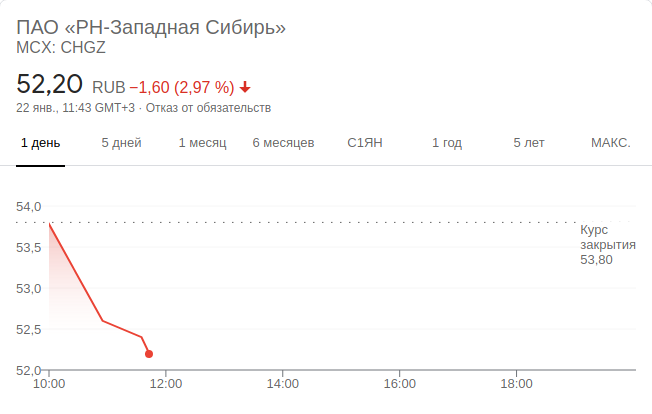 ПАО «РН-Западная Сибирь»
MCX: CHGZ
52,20 RUB −1,60 (2,97 %)
22 янв., 11:43 GMT+3 · Отказ от обязательств
1 день 5 дней 1 месяц 6 месяцев С1ЯН 1 год 5 лет МАКС.
54,0
Курс
закрытия
53,80
53,5
53,0
52,5
52,0
10:00 12:00 14:00 16:00 18:00